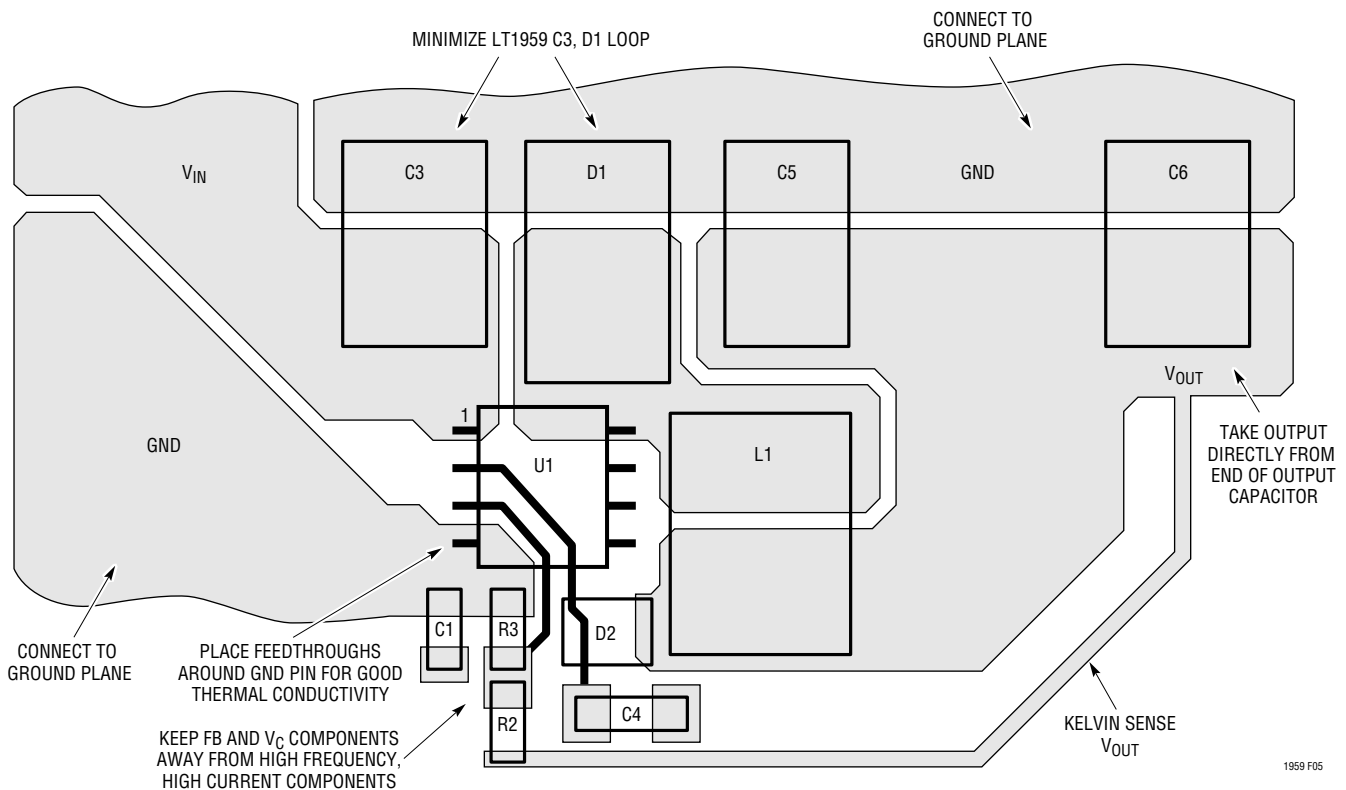 CONNECT TO
GROUND PLANE
MINIMIZE LT1959 C3, D1 LOOP
VIN
C3
D1
C5
GND
C6
VOUT
1
GND
U1
L1
TAKE OUTPUT
DIRECTLY FROM
END OF OUTPUT
CAPACITOR
C1
R3
D2
CONNECT TO
GROUND PLANE
PLACE FEEDTHROUGHS
AROUND GND PIN FOR GOOD
THERMAL CONDUCTIVITY
R2
C4
KELVIN SENSE
VOUT
KEEP FB AND VC COMPONENTS
AWAY FROM HIGH FREQUENCY,
HIGH CURRENT COMPONENTS
1959 F05